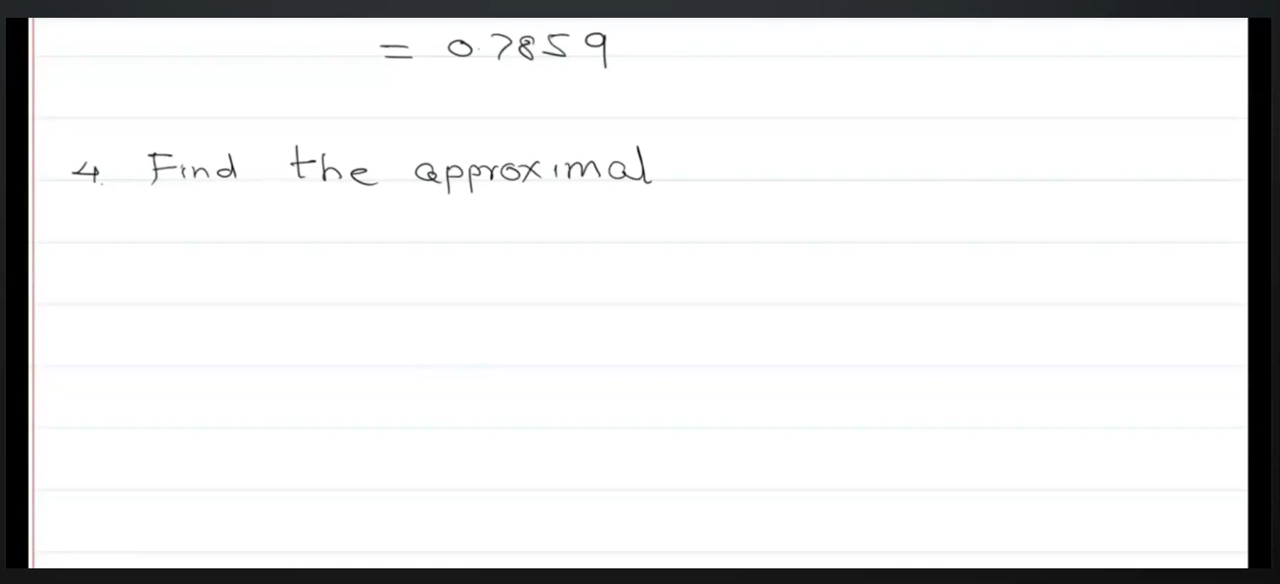 = 0.7859
4. Find the approximal